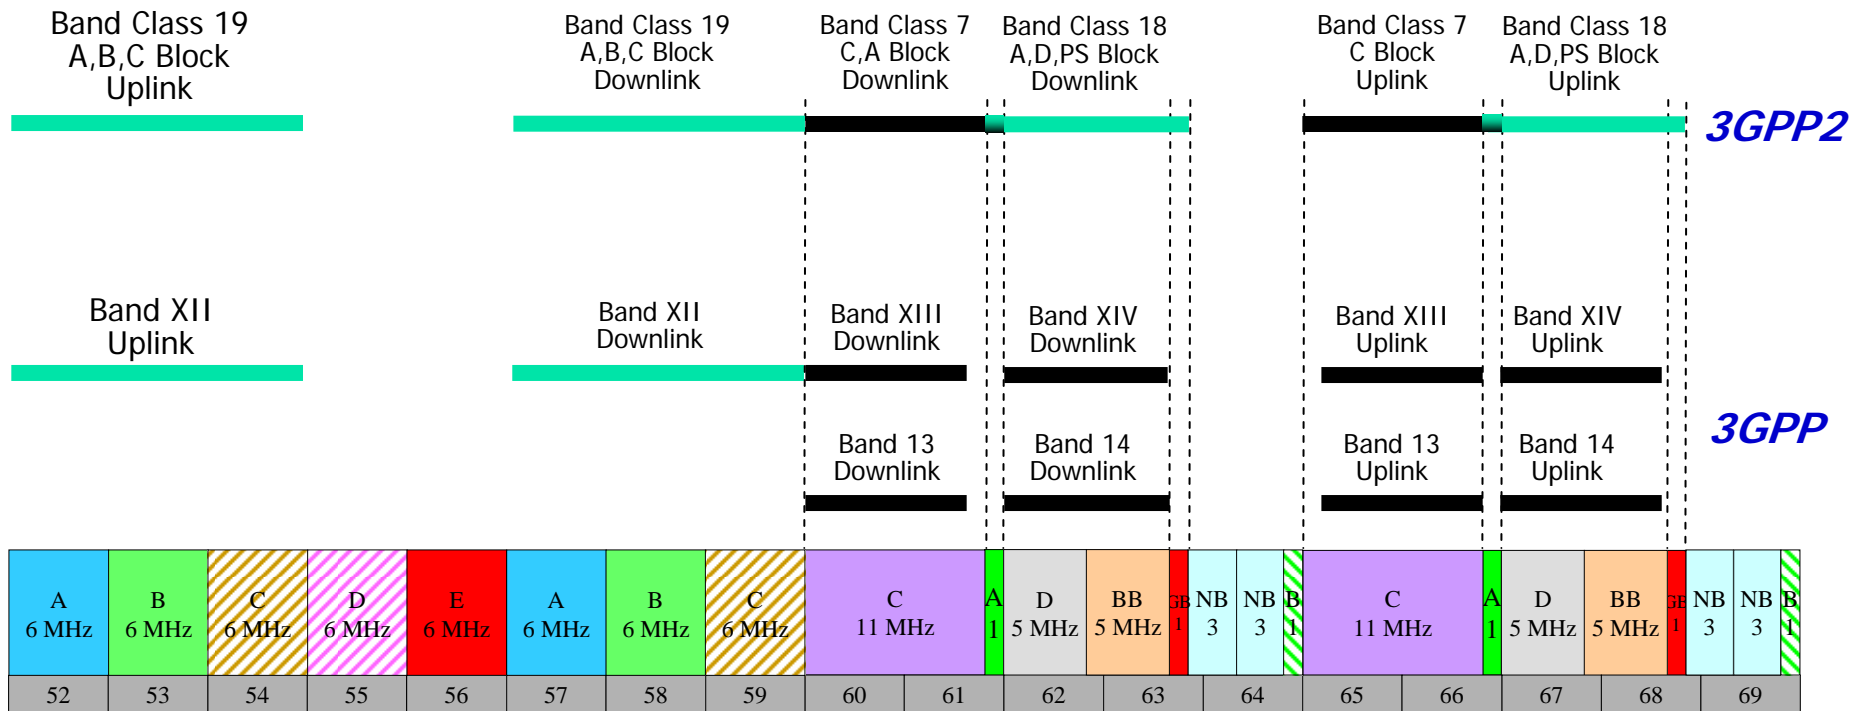 Band Class 19
A,B,C Block
Uplink
Band Class 19
A,B,C Block
Downlink
Band Class 7
C,A Block
Downlink
Band Class 18
A,D,PS Block
Downlink
Band Class 7
C Block
Uplink
Band Class 18
A,D,PS Block
Uplink
3GPP2
Band XII
Uplink
Band XII
Downlink
Band XIII
Downlink
Band XIV
Downlink
Band XIII
Uplink
Band XIV
Uplink
3GPP
Band 13
Downlink
Band 14
Downlink
Band 13
Uplink
Band 14
Uplink
A
6 MHz
B
6 MHz
C
6 MHz
D
6 MHz
E
6 MHz
A
6 MHz
B
6 MHz
C
6 MHz
C
11 MHz
A
1
D
5 MHz
BB
5 MHz
GB
1
NB
3
NB
3
B
1
C
11 MHz
A
1
D
5 MHz
BB
5 MHz
GB
1
NB
3
NB
3
B
1
52 53 54 55 56 57 58 59 60 61 62 63 64 65 66 67 68 69